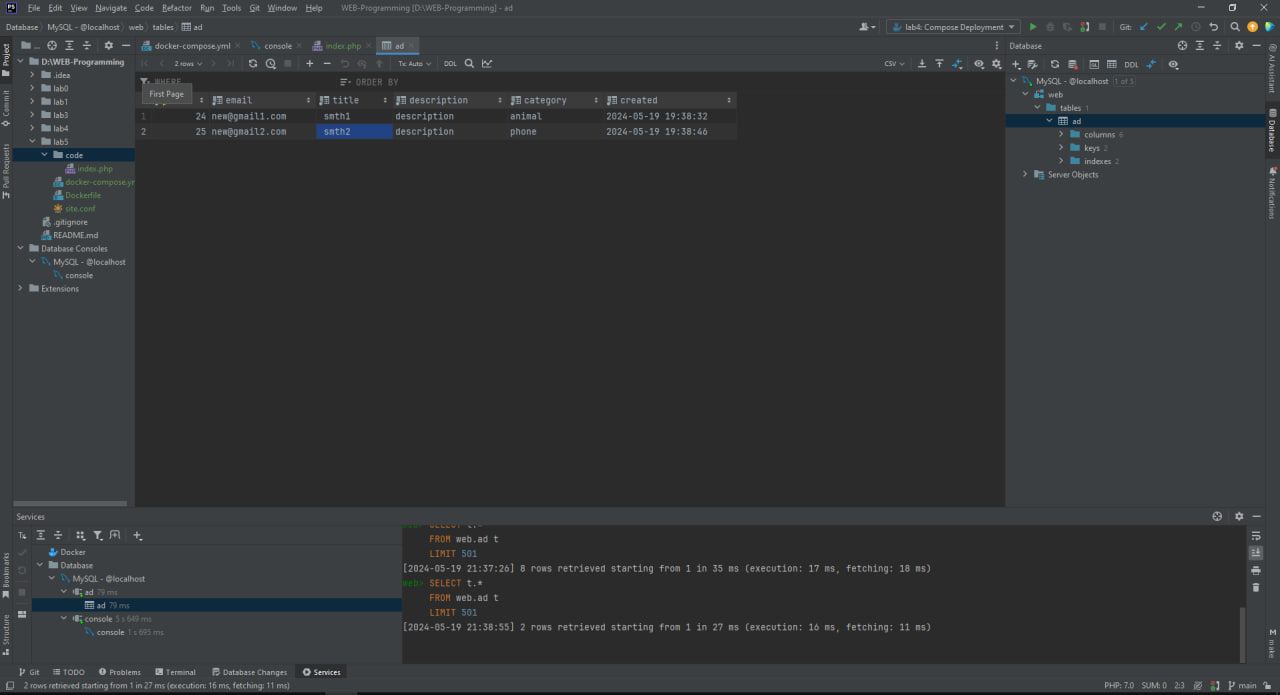 PS File Edit View Navigate Code Refactor Run Tools Git Window Help WEB-Programming [D:\WEB-Programming] - ad
Database MySQL - @localhost web tables ad
lab4: Compose Deployment Git:
Project
Commit
Pull Requests
Bookmarks
Structure
D:\WEB-Programming
.idea
lab0
lab1
lab3
lab4
lab5
code
index.php
docker-compose.yr
Dockerfile
site.conf
.gitignore
README.md
Database Consoles
MySQL - @localhost
console
Extensions
docker-compose.yml console index.php ad
2 rows Tx: Auto DDL CSV
WHERE ORDER BY
First Page
email title description category created
1 24 new@gmail1.com smth1 description animal 2024-05-19 19:38:32
2 25 new@gmail2.com smth2 description phone 2024-05-19 19:38:46
Database
DDL
MySQL - @localhost 1 of 5
web
tables 1
ad
columns 6
keys 2
indexes 2
Server Objects
AI Assistant
Database
Notifications
make
Services
Tx
Docker
Database
MySQL - @localhost
ad 79 ms
ad 79 ms
console 5 s 649 ms
console 1 s 695 ms
web> SELECT t.*
FROM web.ad t
LIMIT 501
[2024-05-19 21:37:26] 8 rows retrieved starting from 1 in 35 ms (execution: 17 ms, fetching: 18 ms)
web> SELECT t.*
FROM web.ad t
LIMIT 501
[2024-05-19 21:38:55] 2 rows retrieved starting from 1 in 27 ms (execution: 16 ms, fetching: 11 ms)
Git TODO Problems Terminal Database Changes Services
2 rows retrieved starting from 1 in 27 ms (execution: 16 ms, fetching: 11 ms) PHP: 7.0 SUM: 0 2:3 main